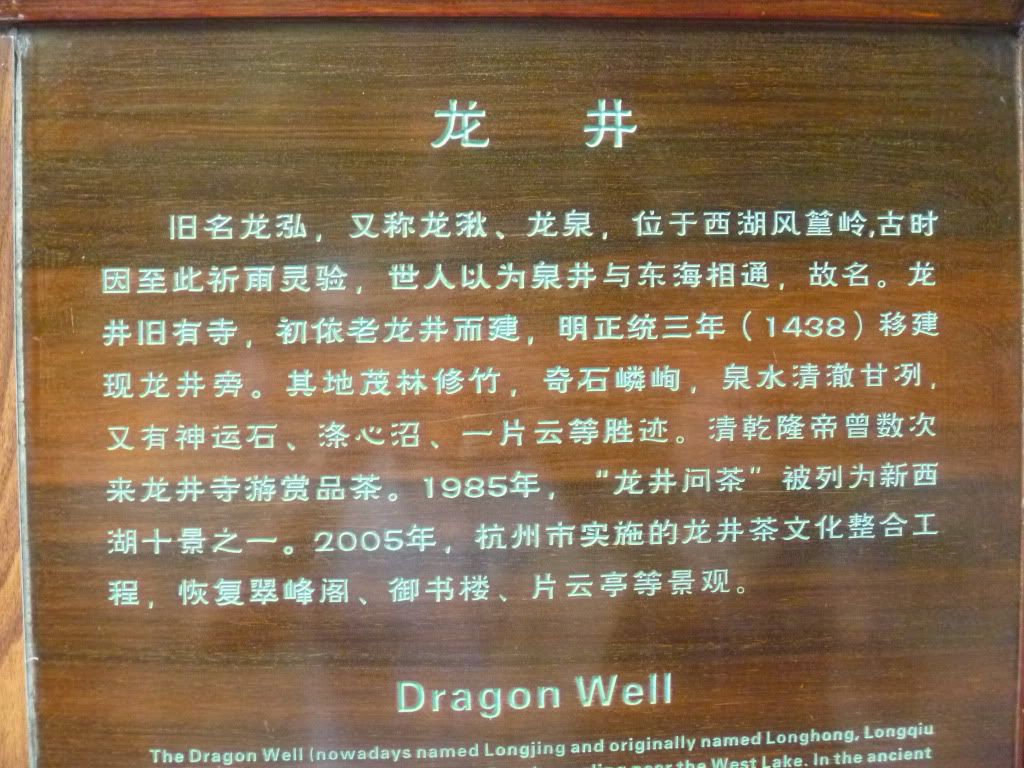 龙 井
旧名龙泓，又称龙湫、龙泉，位于西湖风篁岭,古时
因至此祈雨灵验，世人以为泉井与东海相通，故名。龙
井旧有寺，初依老龙井而建，明正统三年（1438）移建
现龙井旁。其地茂林修竹，奇石嶙峋，泉水清澈甘冽，
又有神运石、涤心沼、一片云等胜迹。清乾隆帝曾数次
来龙井寺游赏品茶。1985年，“龙井问茶”被列为新西
湖十景之一。2005年，杭州市实施的龙井茶文化整合工
程，恢复翠峰阁、御书楼、片云亭等景观。
Dragon Well
The Dragon Well (nowadays named Longjing and originally named Longhong, Longqiu
near the West Lake. In the ancient